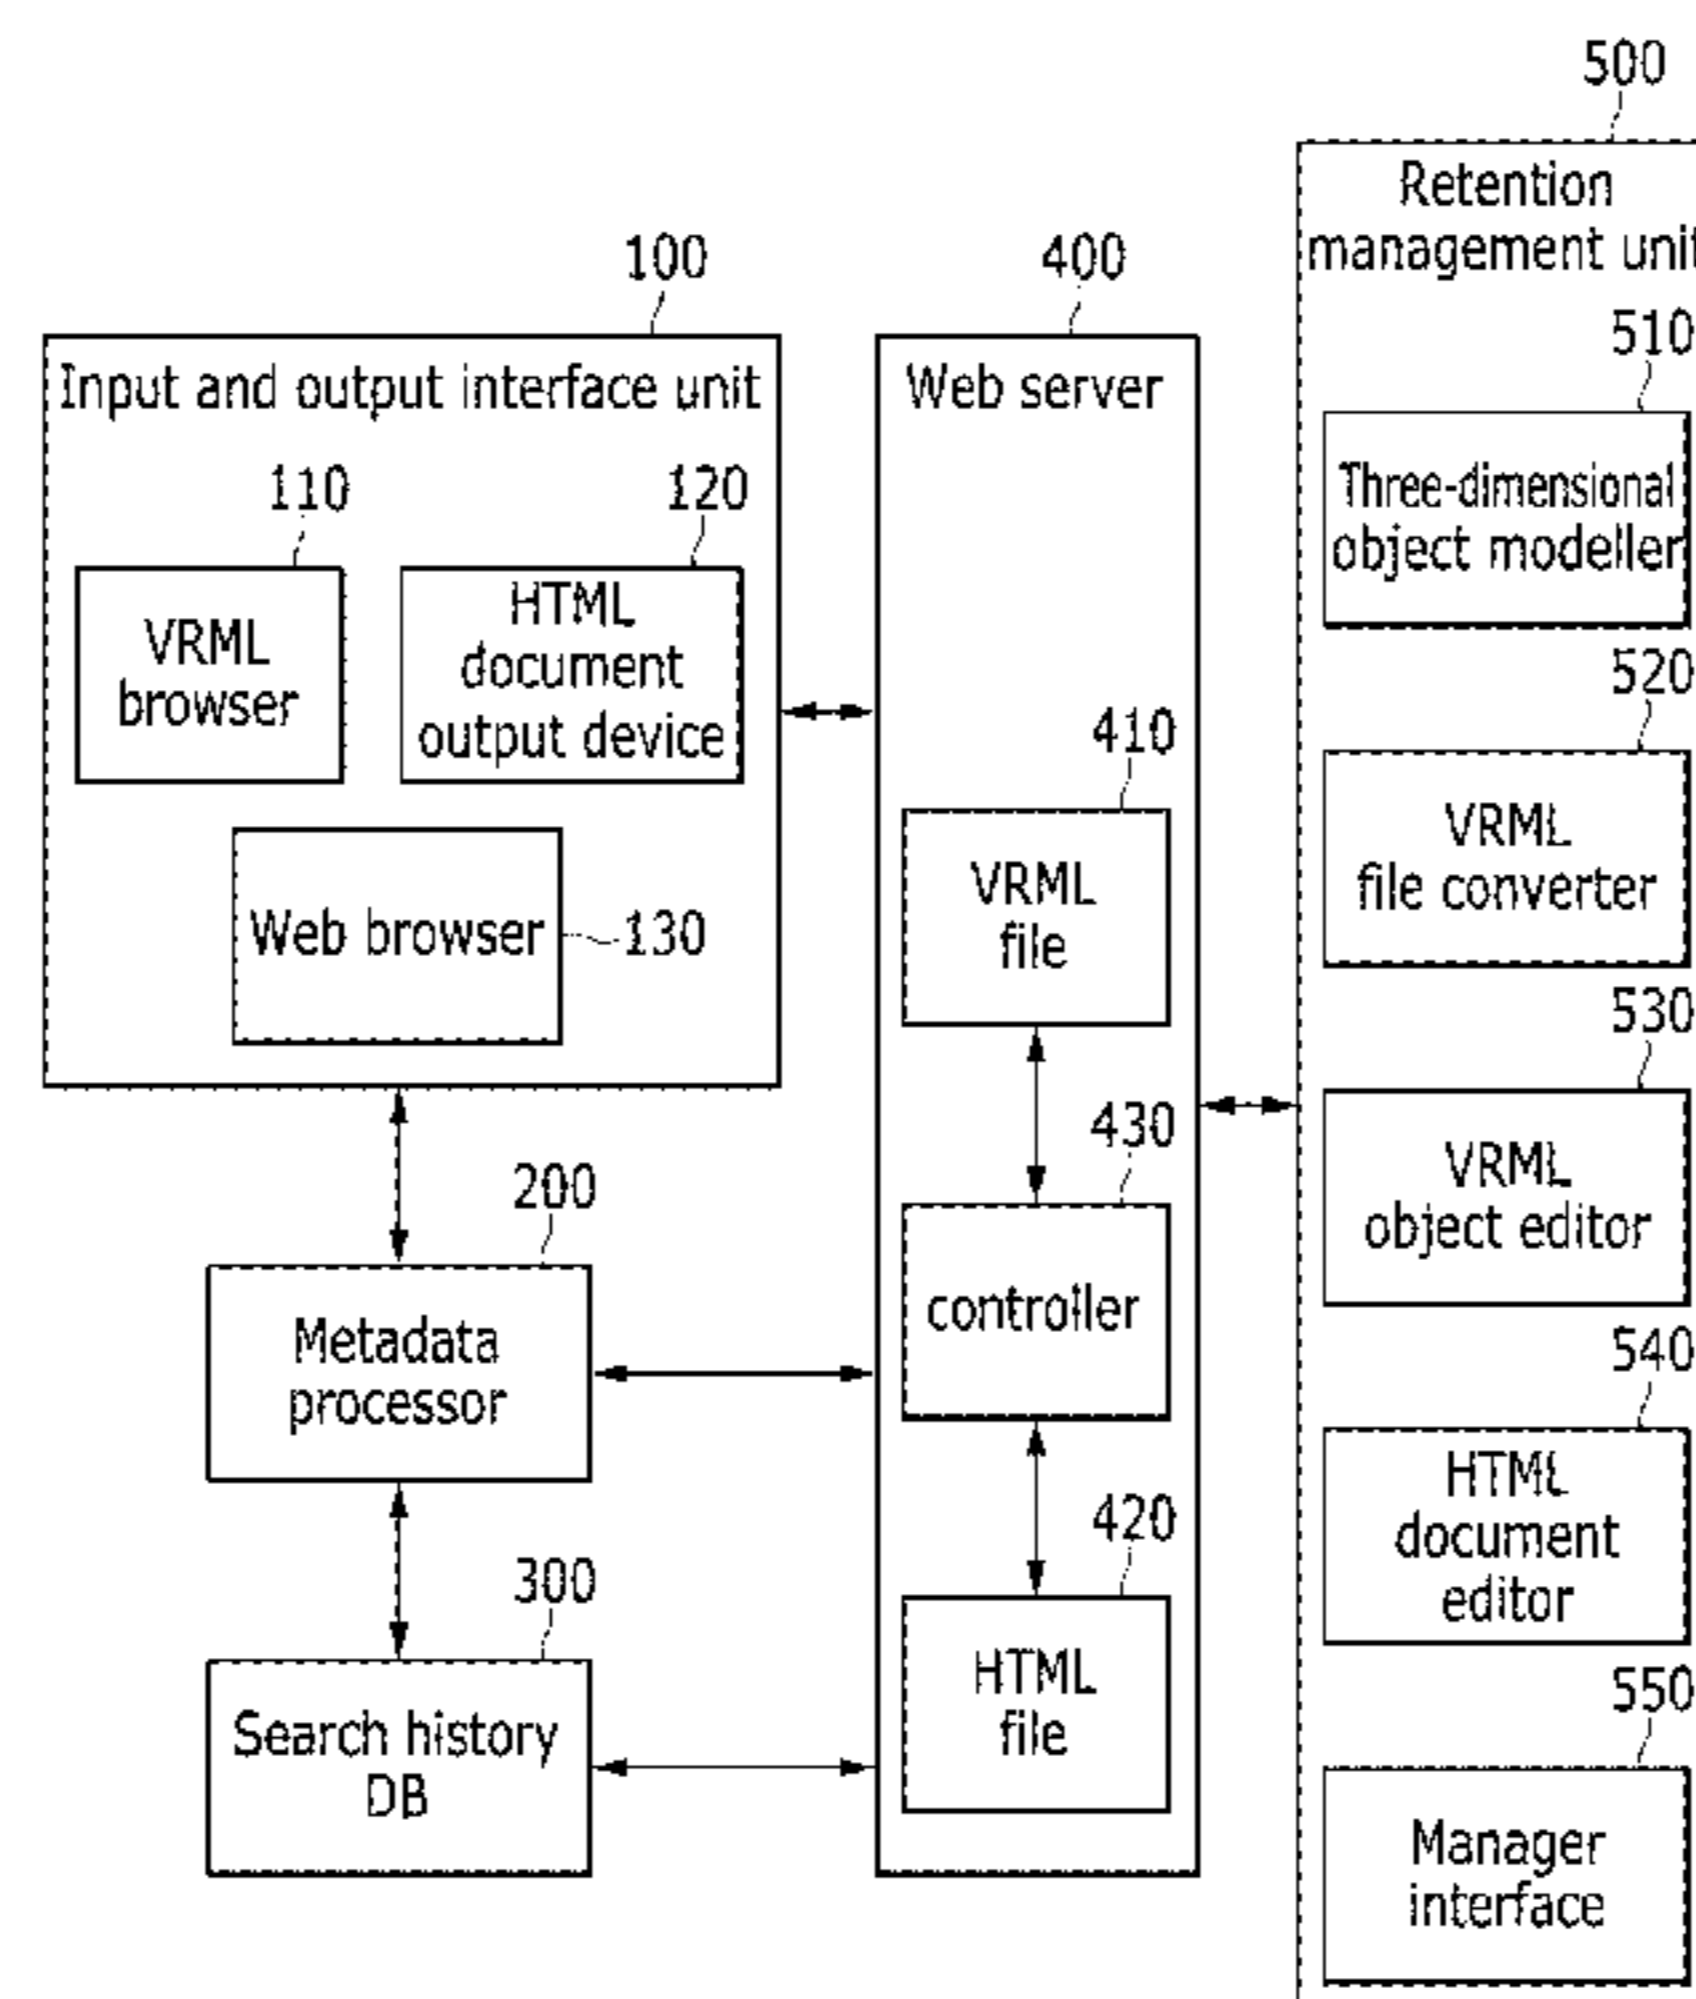 500
Retention
management unit
100
400
Input and output interface unit
Web server
510
Three-dimensional
object modeller
110
120
VRML
browser
HTML
document
output device
520
VRML
file converter
410
VRML
file
Web browser
130
530
VRML
object editor
430
controller
200
Metadata
processor
540
HTML
document
editor
420
HTML
file
300
Search history
DB
550
Manager
interface